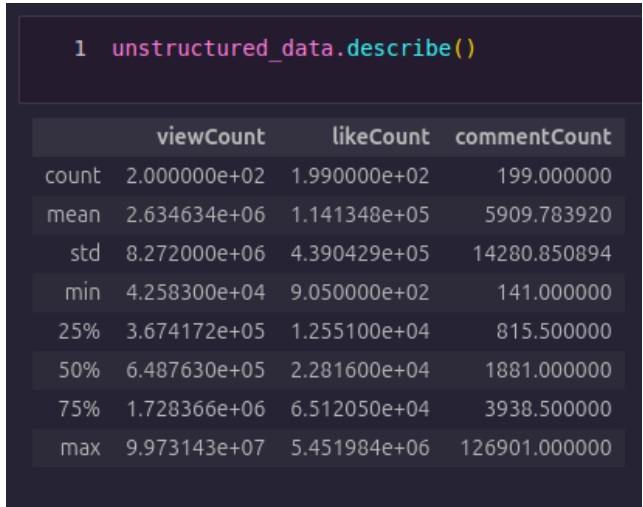 1 unstructured_data.describe()
viewCount likeCount commentCount
count 2.000000e+02 1.990000e+02 199.000000
mean 2.634634e+06 1.141348e+05 5909.783920
std 8.272000e+06 4.390429e+05 14280.850894
min 4.258300e+04 9.050000e+02 141.000000
25% 3.674172e+05 1.255100e+04 815.500000
50% 6.487630e+05 2.281600e+04 1881.000000
75% 1.728366e+06 6.512050e+04 3938.500000
max 9.973143e+07 5.451984e+06 126901.000000